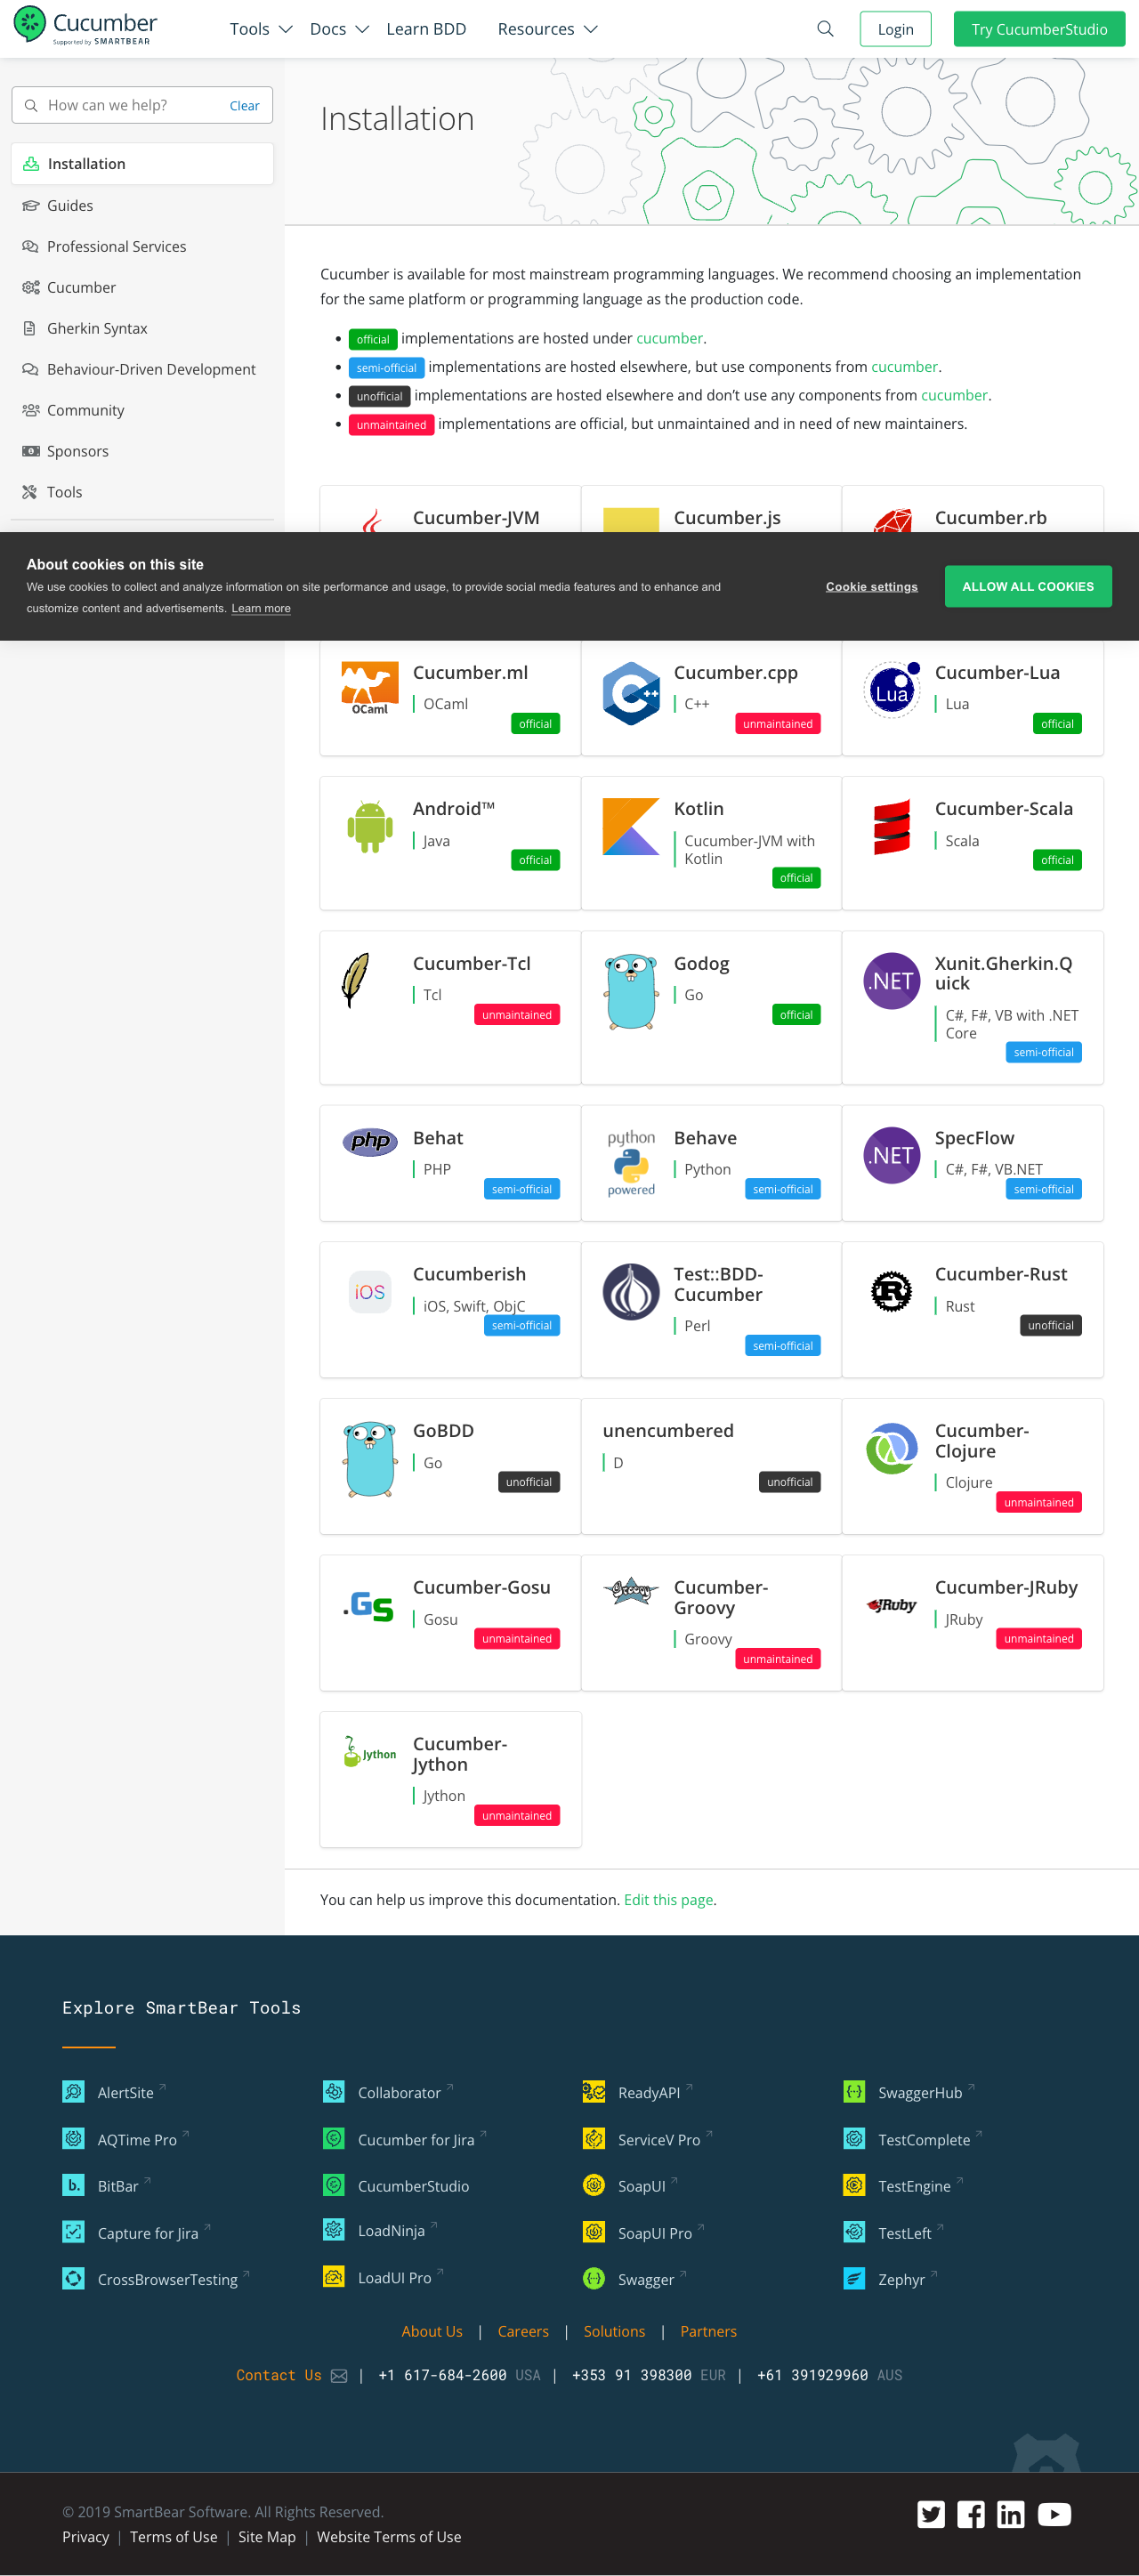 Cucumber
Supported by SMARTBEAR
Tools Docs Learn BDD Resources
Login
Try CucumberStudio
How can we help? Clear
Installation
Guides
Professional Services
Cucumber
Gherkin Syntax
Behaviour-Driven Development
Community
Sponsors
Tools
Installation
Cucumber is available for most mainstream programming languages. We recommend choosing an implementation
for the same platform or programming language as the production code.
official implementations are hosted under cucumber.
semi-official implementations are hosted elsewhere, but use components from cucumber.
unofficial implementations are hosted elsewhere and don’t use any components from cucumber.
unmaintained implementations are official, but unmaintained and in need of new maintainers.
Cucumber-JVM
Cucumber.js
Cucumber.rb
About cookies on this site
We use cookies to collect and analyze information on site performance and usage, to provide social media features and to enhance and
customize content and advertisements. Learn more
Cookie settings
ALLOW ALL COOKIES
OCaml
Cucumber.ml
OCaml
official
C++
Cucumber.cpp
C++
unmaintained
Lua
Cucumber-Lua
Lua
official
Android™
Java
official
Kotlin
Cucumber-JVM with
Kotlin
official
Cucumber-Scala
Scala
official
Cucumber-Tcl
Tcl
unmaintained
Godog
Go
official
.NET
Xunit.Gherkin.Q
uick
C#, F#, VB with .NET
Core
semi-official
php
Behat
PHP
semi-official
python
powered
Behave
Python
semi-official
.NET
SpecFlow
C#, F#, VB.NET
semi-official
iOS
Cucumberish
iOS, Swift, ObjC
semi-official
Test::BDD-
Cucumber
Perl
semi-official
R
Cucumber-Rust
Rust
unofficial
GoBDD
Go
unofficial
unencumbered
D
unofficial
Cucumber-
Clojure
Clojure
unmaintained
.GS
Cucumber-Gosu
Gosu
unmaintained
Groovy
Cucumber-
Groovy
Groovy
unmaintained
JRuby
Cucumber-JRuby
JRuby
unmaintained
Jython
Cucumber-
Jython
Jython
unmaintained
You can help us improve this documentation. Edit this page.
Explore SmartBear Tools
AlertSite
AQTime Pro
b. BitBar
Capture for Jira
CrossBrowserTesting
Collaborator
Cucumber for Jira
CucumberStudio
LoadNinja
LoadUI Pro
ReadyAPI
ServiceV Pro
SoapUI
SoapUI Pro
Swagger
SwaggerHub
TestComplete
TestEngine
TestLeft
Zephyr
About Us | Careers | Solutions | Partners
Contact Us | +1 617-684-2600 USA | +353 91 398300 EUR | +61 391929960 AUS
© 2019 SmartBear Software. All Rights Reserved.
Privacy | Terms of Use | Site Map | Website Terms of Use